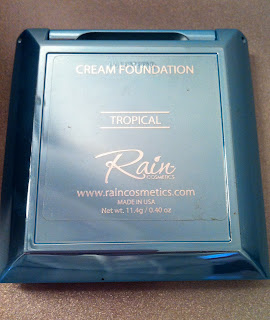 CREAM FOUNDATION
TROPICAL
Rain
COSMETICS
www.raincosmetics.com
MADE IN USA
Net wt. 11.4g / 0.40 oz